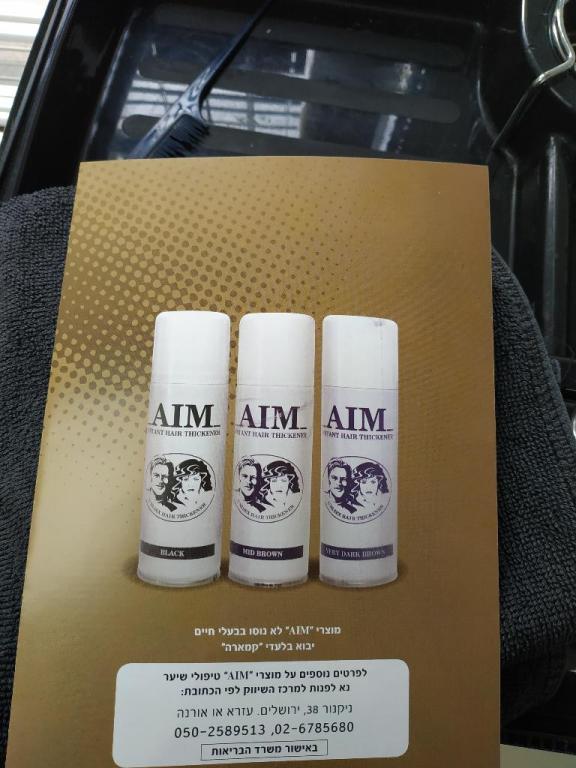 AIM
INSTANT HAIR THICKENER
BLACK
AIM
INSTANT HAIR THICKENER
MID BROWN
AIM
INSTANT HAIR THICKENER
VERY DARK BROWN
מוצרי "AIM" לא נוסו בבעלי חיים
יבוא בלעדי "קמארה"
לפרטים נוספים על מוצרי "AIM" טיפולי שיער
נא לפנות למרכז השיווק לפי הכתובת:
ניקנור 38, ירושלים. עזרא או אורנה
050-2589513 ,02-6785680
באישור משרד הבריאות